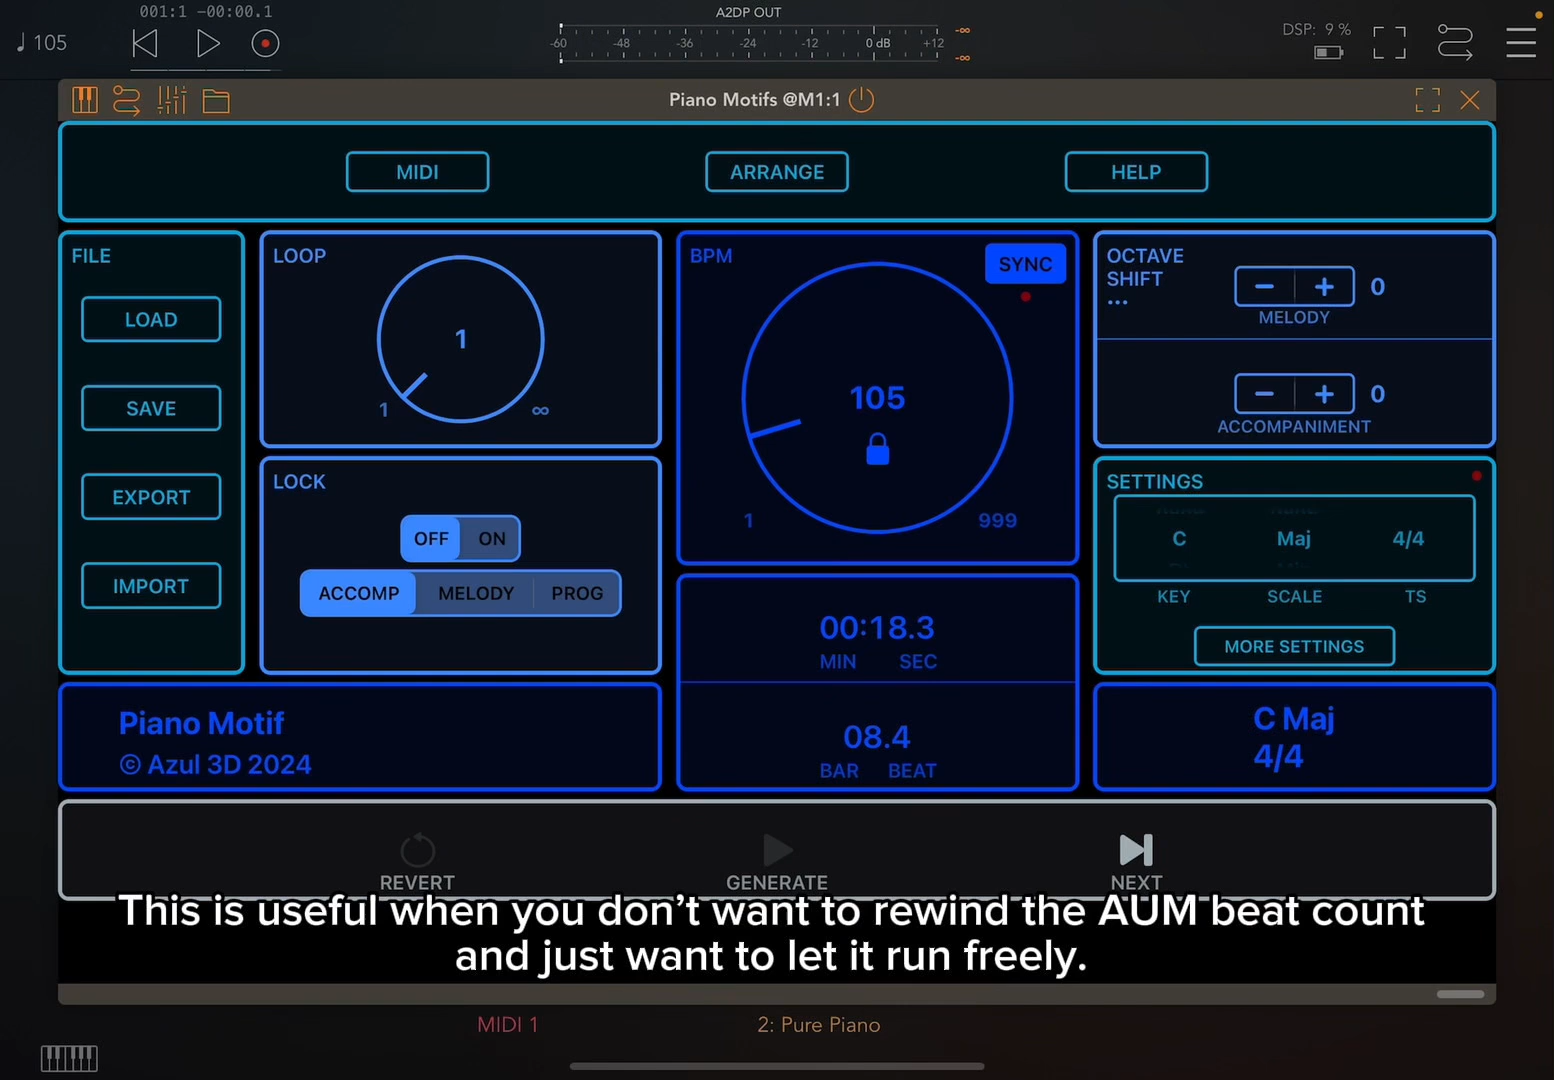 001:1 -00:00.1
♩ 105
A2DP OUT
-60 -48 -36 -24 -12 0 dB +12
-∞
-∞
DSP: 9 %
Piano Motifs @M1:1
MIDI
ARRANGE
HELP
FILE
LOAD
SAVE
EXPORT
IMPORT
LOOP
1
1 ∞
LOCK
OFF ON
ACCOMP MELODY PROG
BPM
SYNC
105
1 999
00:18.3
MIN SEC
08.4
BAR BEAT
OCTAVE
SHIFT
...
− + 0
MELODY
− + 0
ACCOMPANIMENT
SETTINGS
C Maj 4/4
KEY SCALE TS
MORE SETTINGS
Piano Motif
© Azul 3D 2024
C Maj
4/4
REVERT
GENERATE
NEXT
This is useful when you don’t want to rewind the AUM beat count
and just want to let it run freely.
MIDI 1
2: Pure Piano